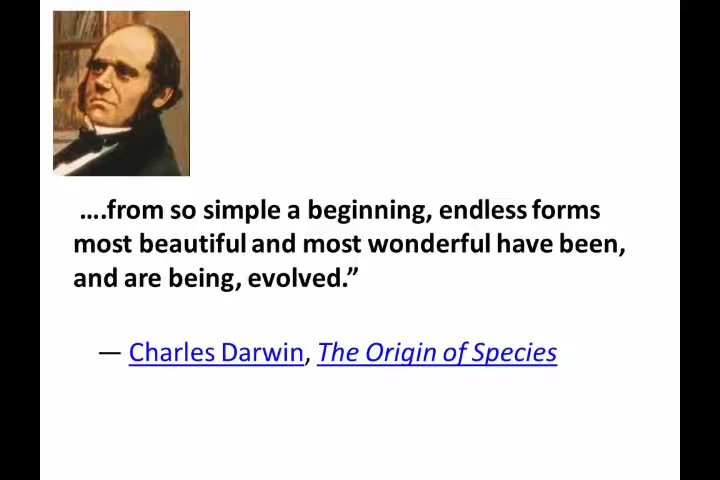 ….from so simple a beginning, endless forms
most beautiful and most wonderful have been,
and are being, evolved.”
— Charles Darwin, The Origin of Species